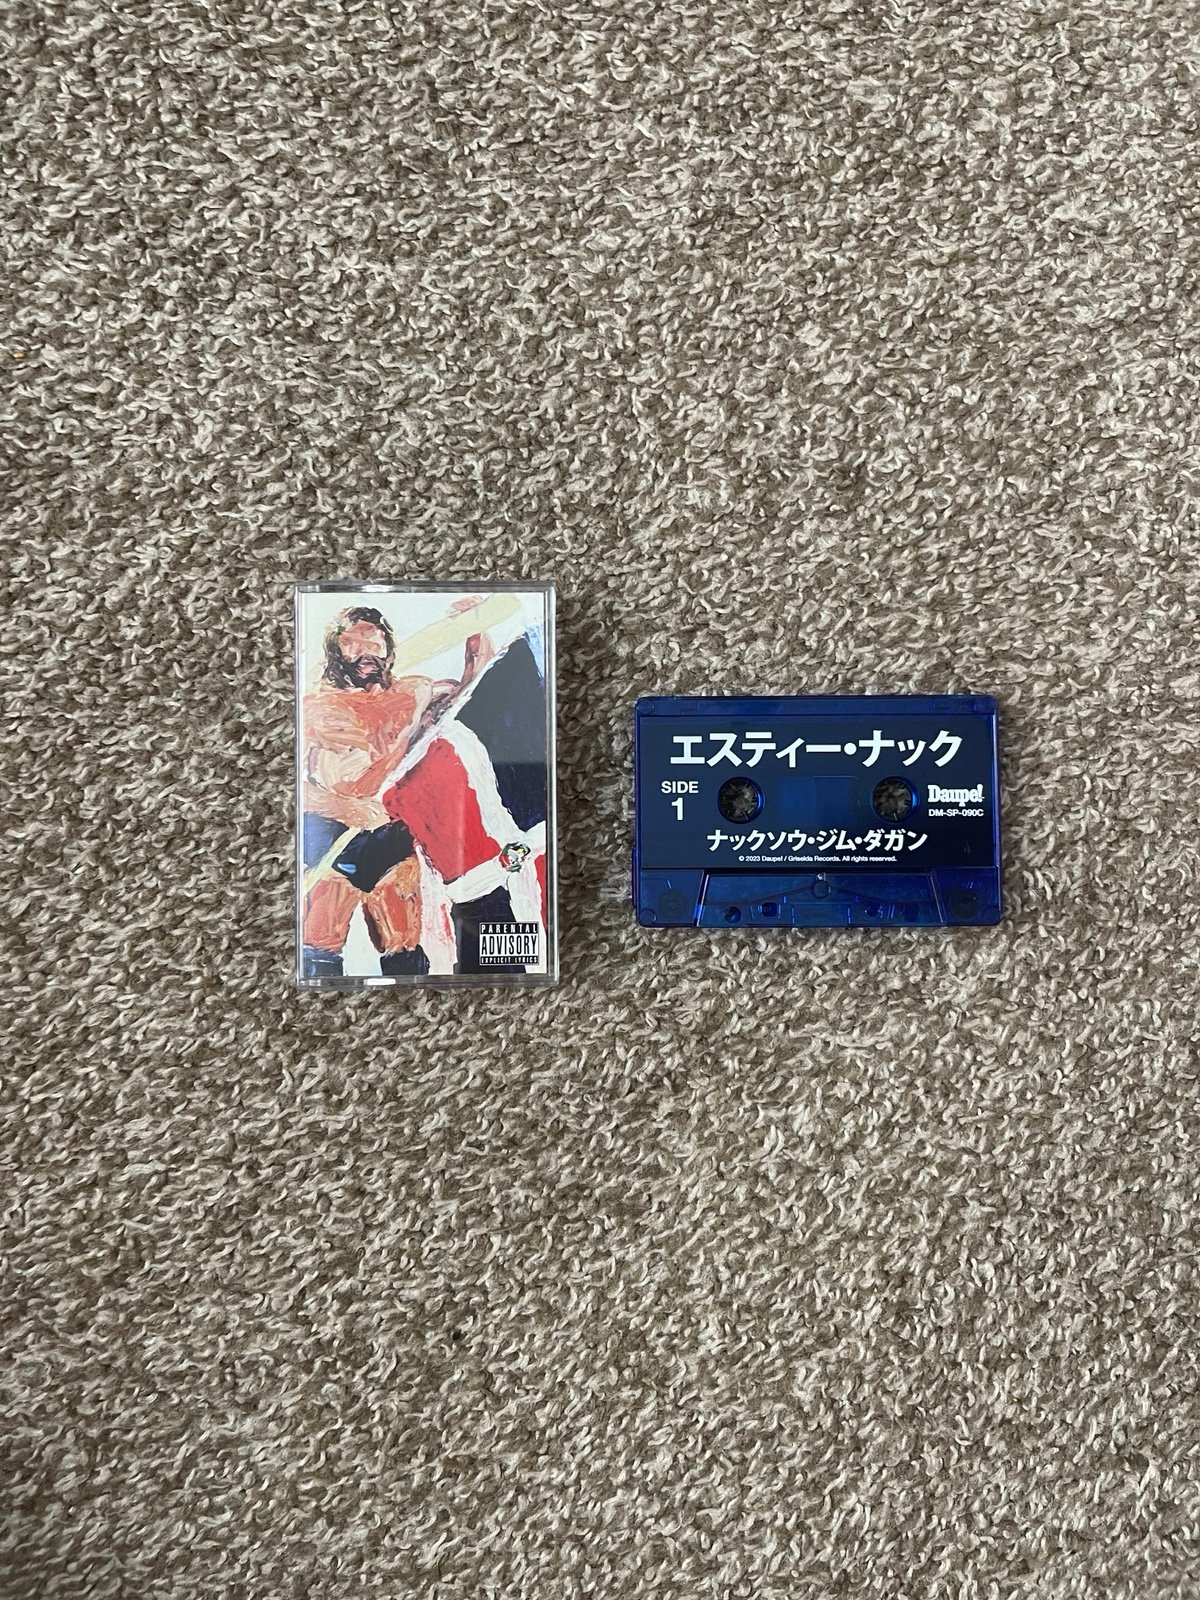 PARENTAL
ADVISORY
EXPLICIT LYRICS
エスティー・ナック
SIDE
1
Daupe!
DM-SP-090C
ナックソウ・ジム・ダガン
© 2023 Daupe! / Griselda Records. All rights reserved.